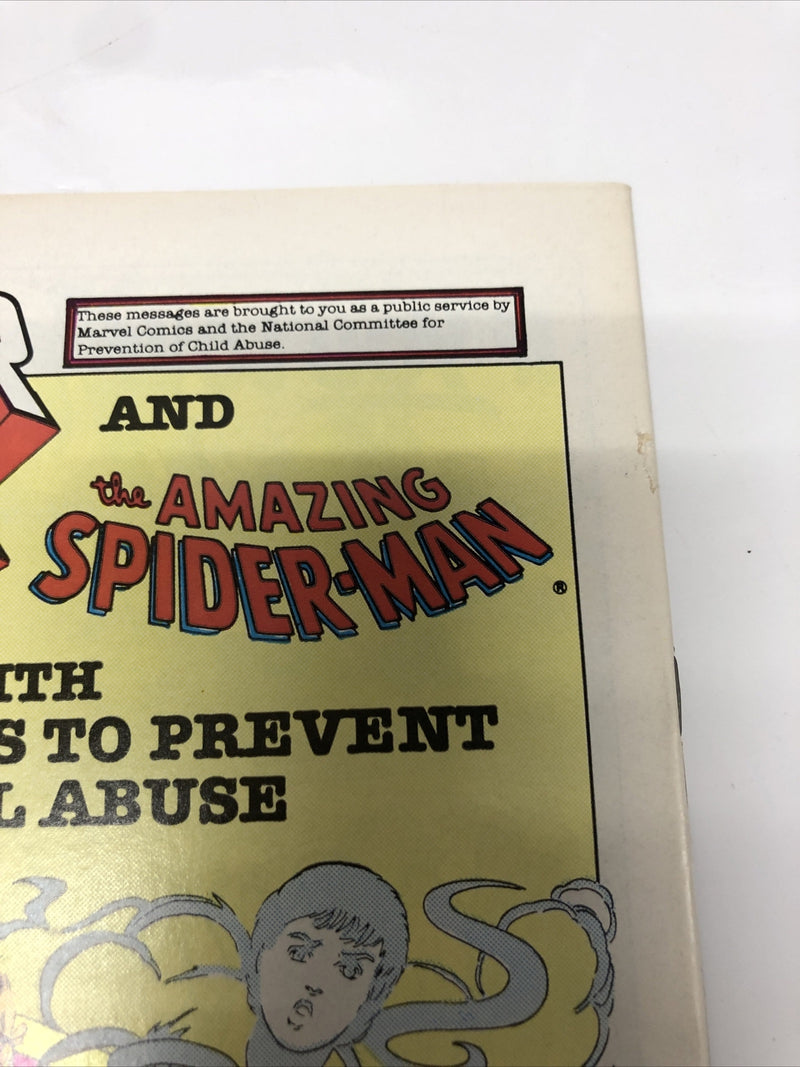 These messages are brought to you as a public service by
Marvel Comics and the National Committee for
Prevention of Child Abuse.
R
AND
the AMAZING
SPIDER-MAN
®
ITH
S TO PREVENT
L ABUSE